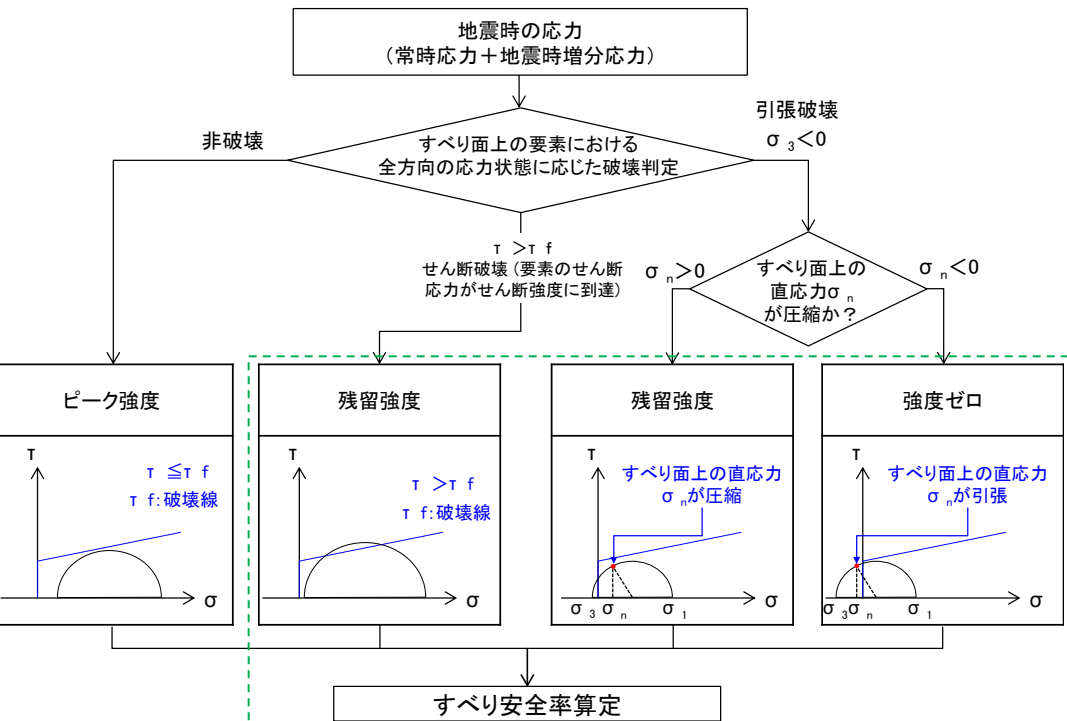 地震時の応力
（常時応力＋地震時増分応力）
引張破壊
σ３＜0
非破壊
すべり面上の要素における
全方向の応力状態に応じた破壊判定
τ ＞τ f
せん断破壊（要素のせん断
応力がせん断強度に到達）
σｎ＞0
すべり面上の
直応力σｎ
が圧縮か？
σｎ＜0
ピーク強度
残留強度
残留強度
強度ゼロ
τ
τ ≦τ f
τ f:破壊線
σ
τ
τ ＞τ f
τ f:破壊線
σ
τ
すべり面上の直応力
σｎが圧縮
σ３ σｎ σ１ σ
τ
すべり面上の直応力
σｎが引張
σ３σｎ σ１ σ
すべり安全率算定